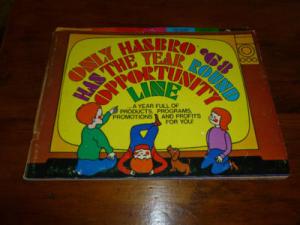 ONLY HASBRO '68
HAS THE YEAR ROUND
OPPORTUNITY
LINE
...A YEAR FULL OF
PRODUCTS, PROGRAMS,
PROMOTIONS AND PROFITS
FOR YOU!